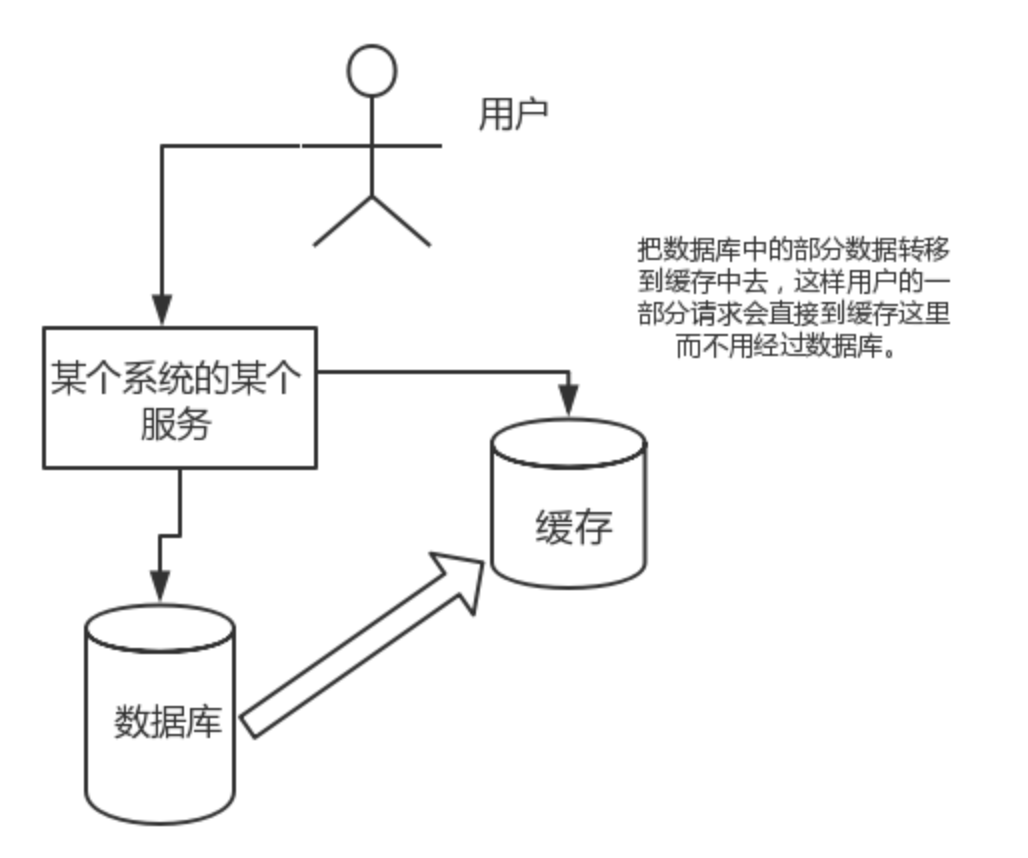 用户
把数据库中的部分数据转移
到缓存中去，这样用户的一
部分请求会直接到缓存这里
而不用经过数据库。
某个系统的某个
服务
缓存
数据库